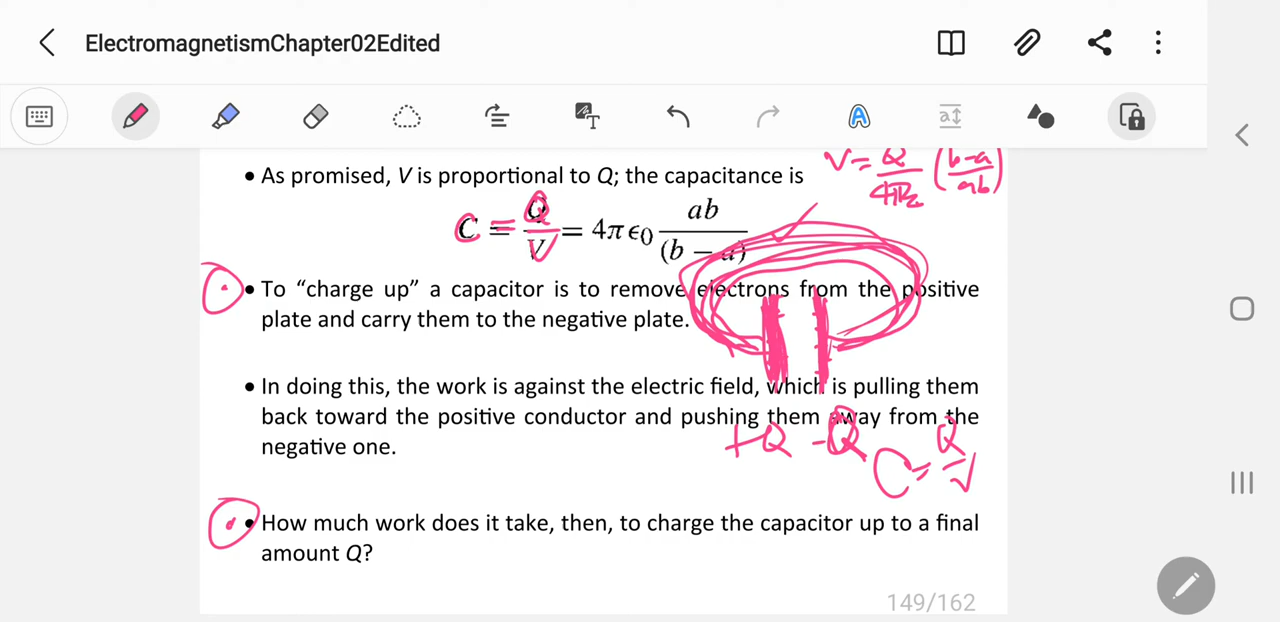 ElectromagnetismChapter02Edited
• As promised, V is proportional to Q; the capacitance is
V = Q/4πε (b-a/ab)
C = Q/V = 4πϵ0 ab/(b − a)
• To “charge up” a capacitor is to remove electrons from the positive
plate and carry them to the negative plate.
• In doing this, the work is against the electric field, which is pulling them
back toward the positive conductor and pushing them away from the
negative one.
+Q -Q
C = Q/V
• How much work does it take, then, to charge the capacitor up to a final
amount Q?
149/162